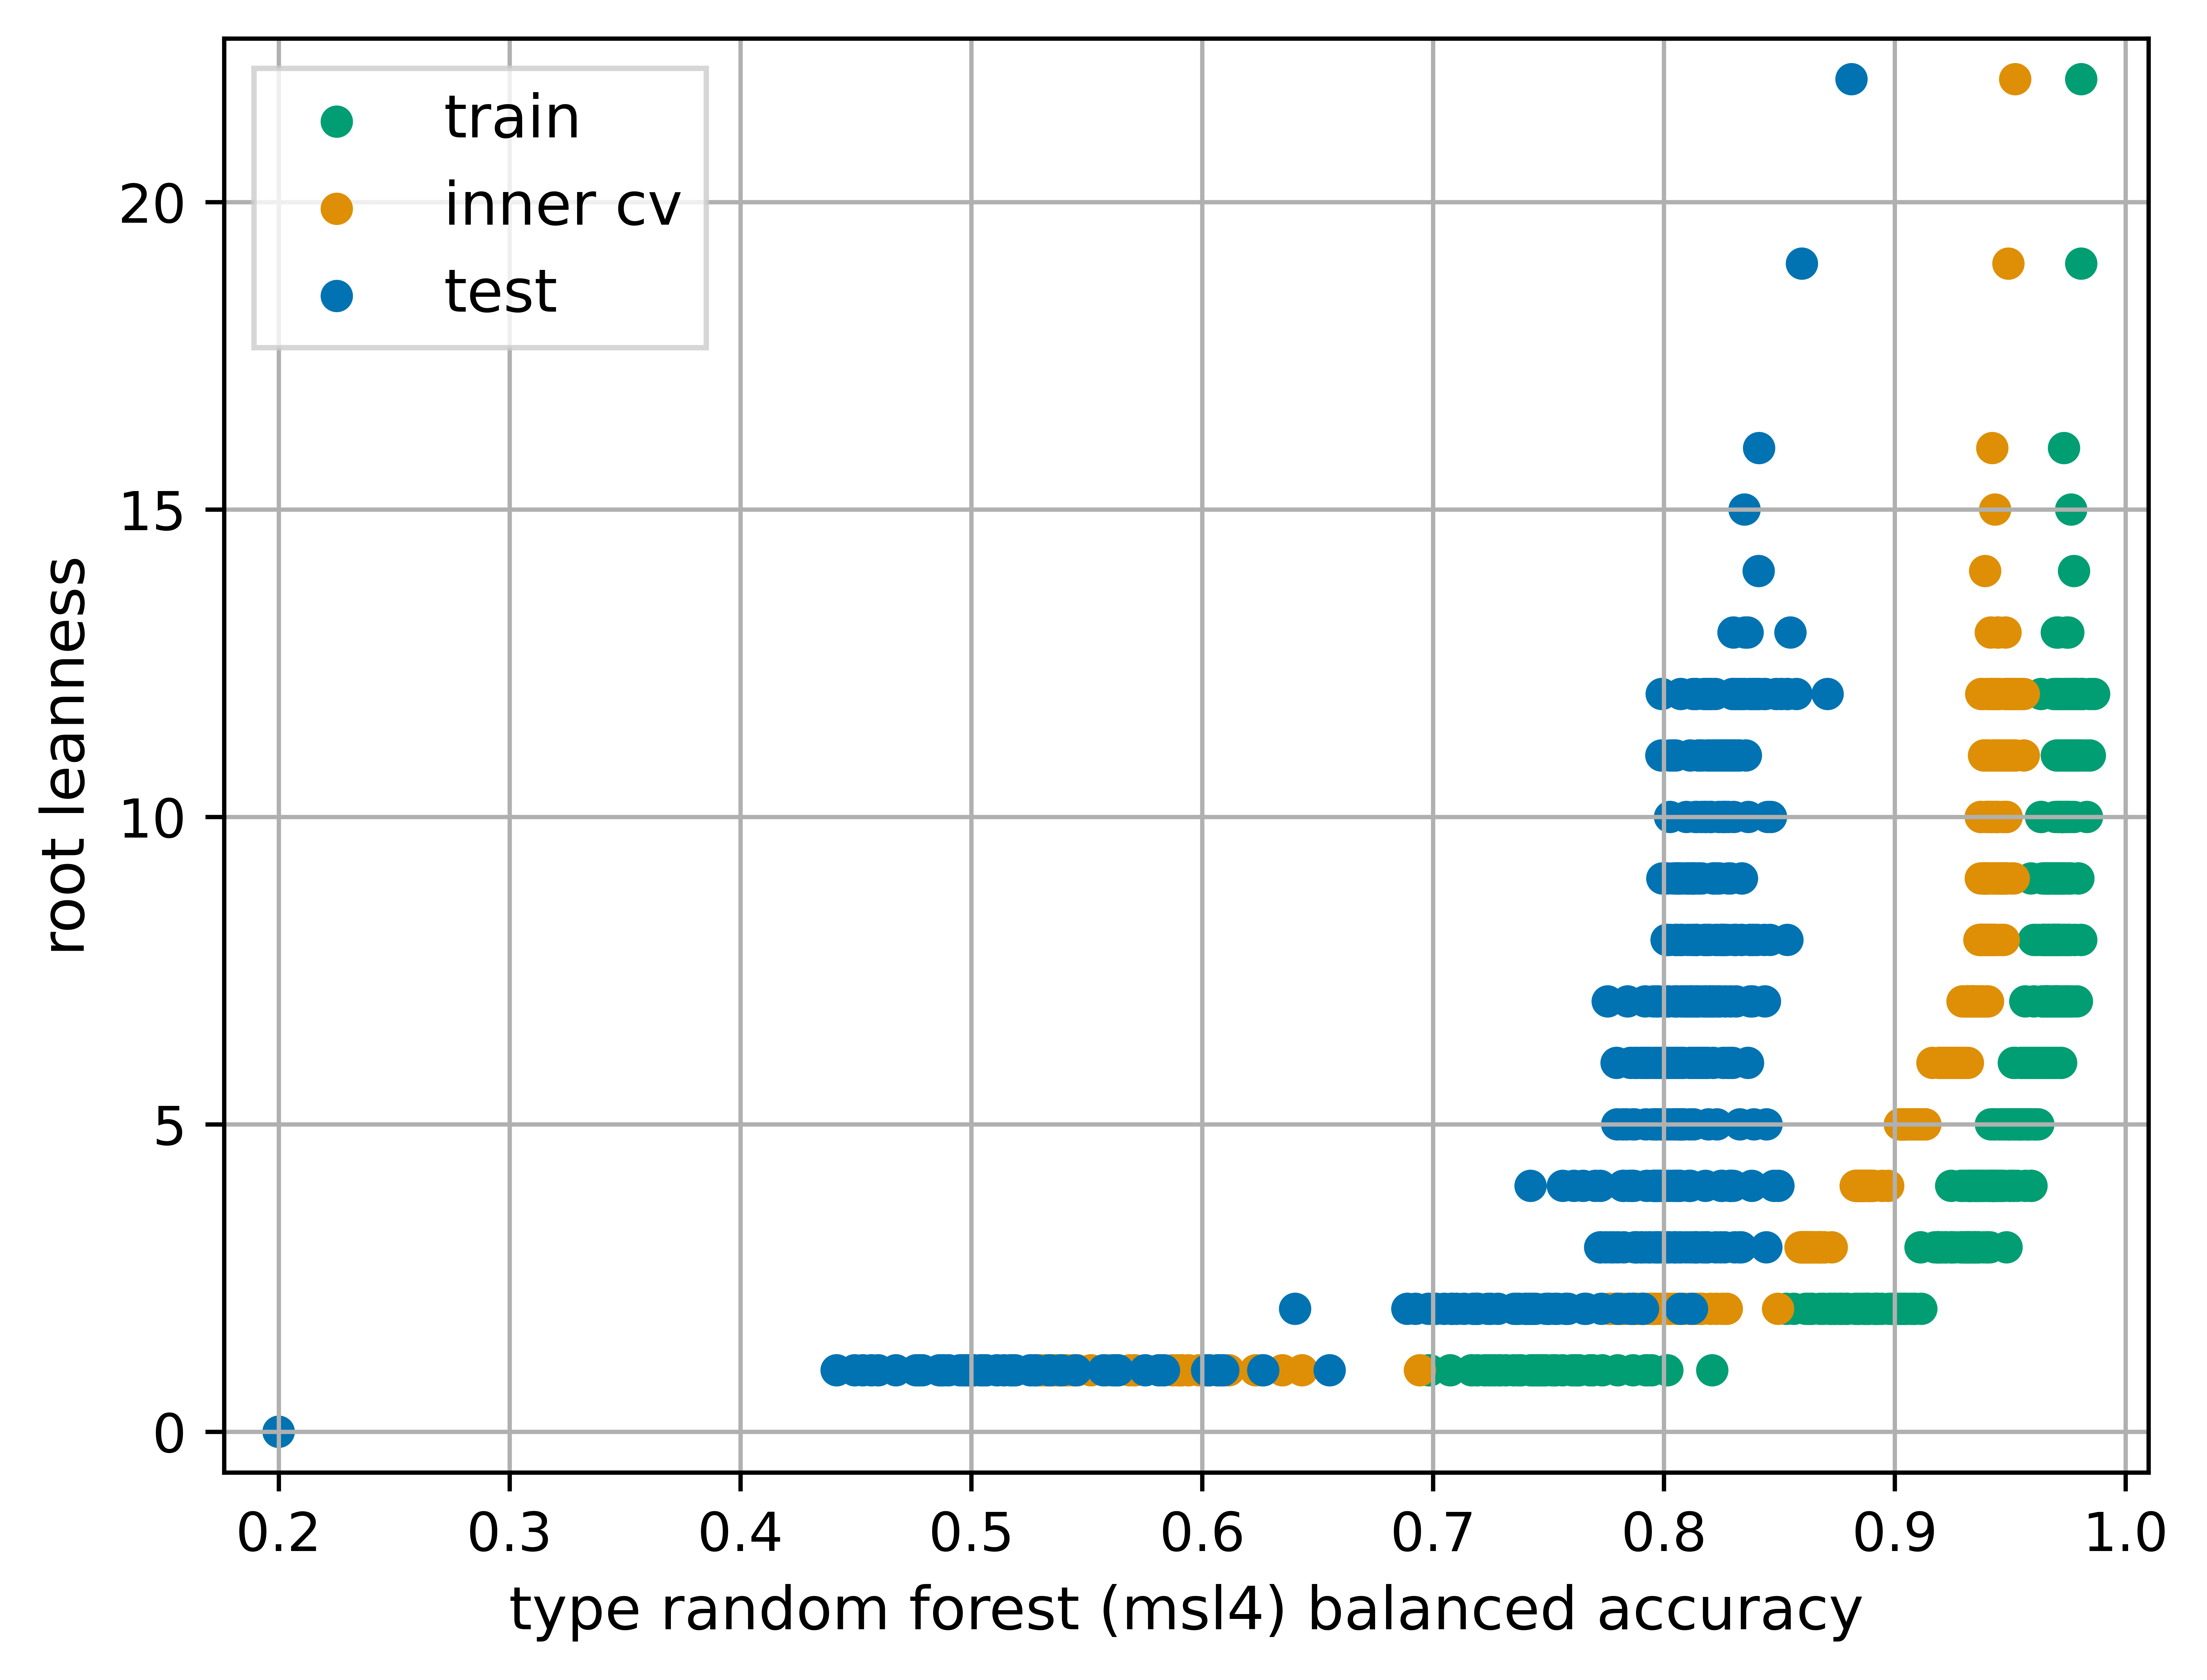 train
inner cv
test
20
15
10
5
0
root leanness
0.2 0.3 0.4 0.5 0.6 0.7 0.8 0.9 1.0
type random forest (msl4) balanced accuracy